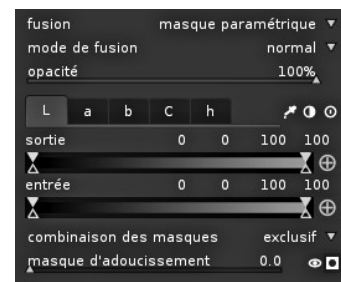 fusion masque paramétrique
mode de fusion normal
opacité 100%
L a b C h
sortie 0 0 100 100
entrée 0 0 100 100
combinaison des masques exclusif
masque d'adoucissement 0.0